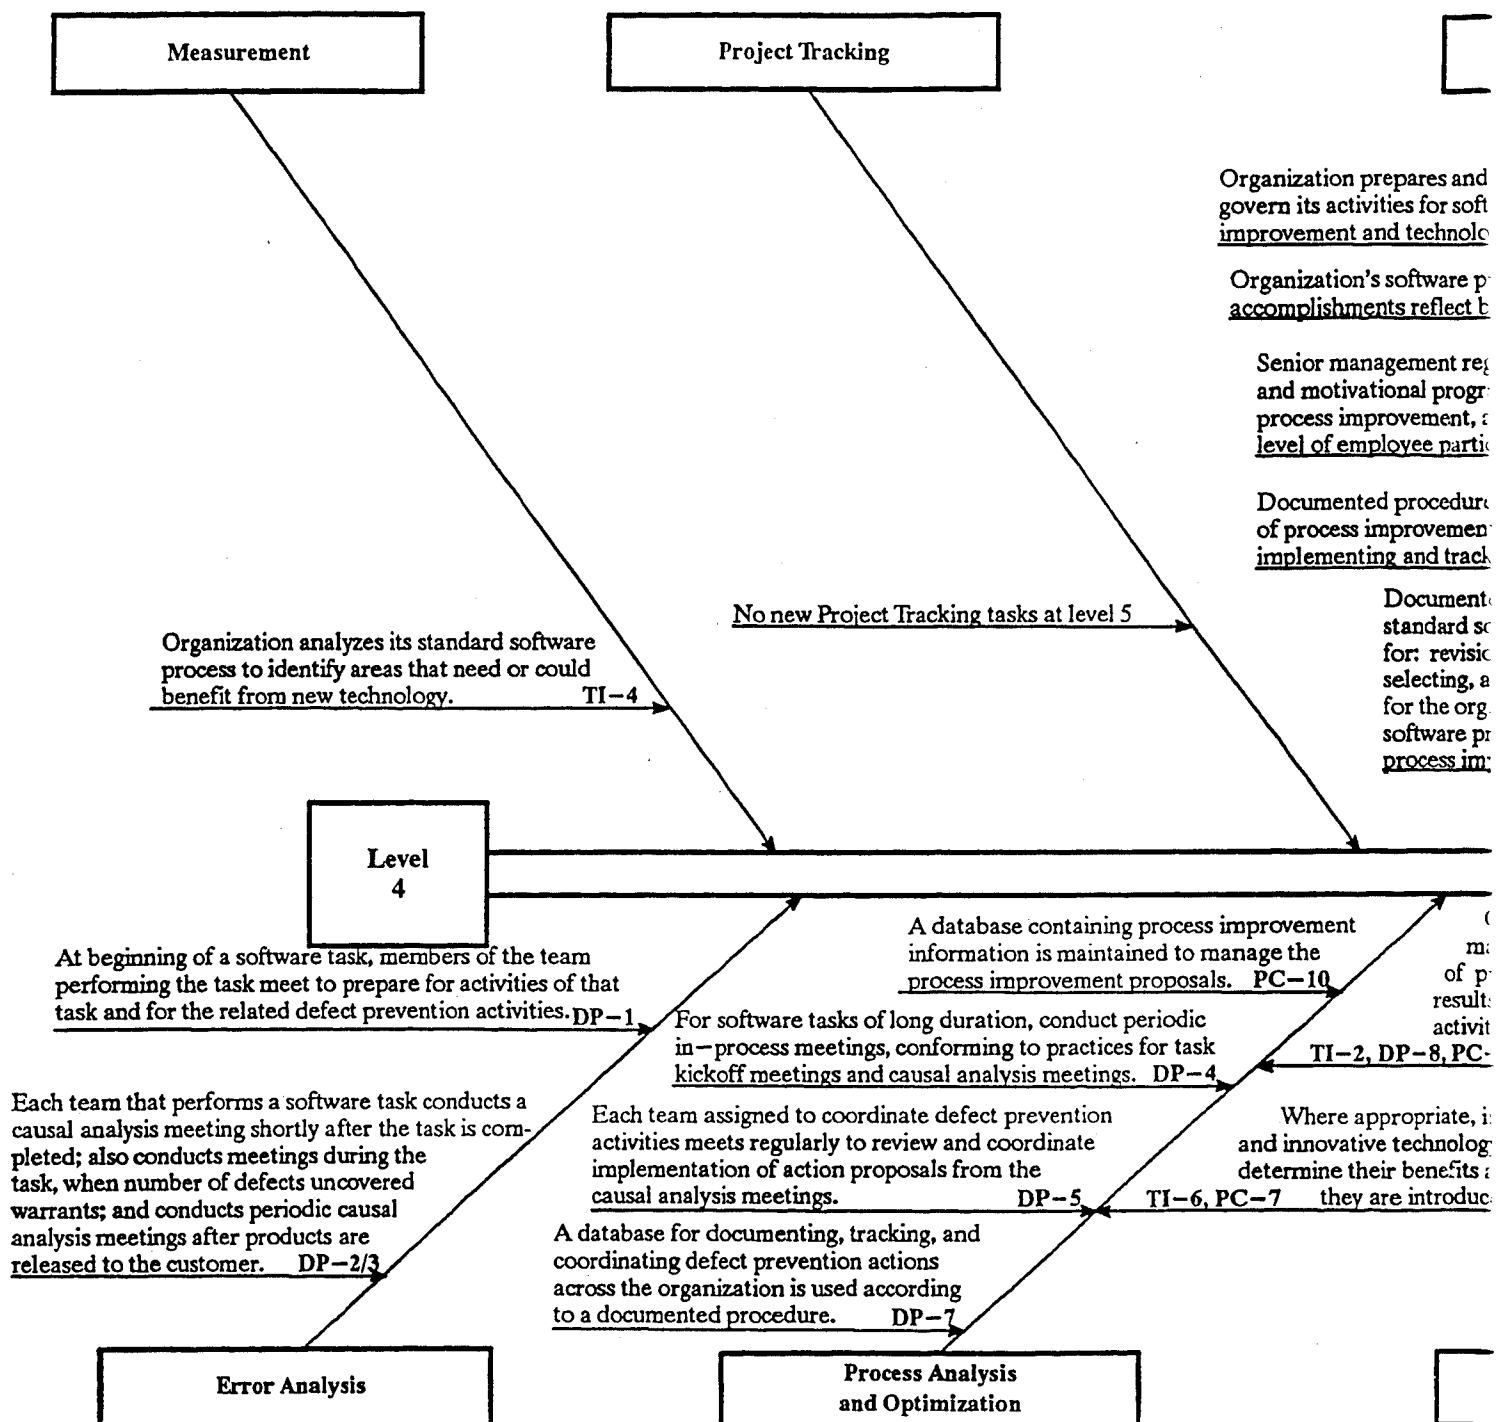 Measurement
Project Tracking
Organization prepares and
govern its activities for soft
improvement and technolo
Organization's software p
accomplishments reflect b
Senior management reg
and motivational progr
process improvement, a
level of employee partic
Documented procedure
of process improvemen
implementing and track
Documente
standard so
for: revisio
selecting, a
for the org
software pr
process im
No new Project Tracking tasks at level 5
Organization analyzes its standard software
process to identify areas that need or could
benefit from new technology. TI-4
Level
4
At beginning of a software task, members of the team
performing the task meet to prepare for activities of that
task and for the related defect prevention activities. DP-1
Each team that performs a software task conducts a
causal analysis meeting shortly after the task is com-
pleted; also conducts meetings during the
task, when number of defects uncovered
warrants; and conducts periodic causal
analysis meetings after products are
released to the customer. DP-2/3
A database containing process improvement
information is maintained to manage the
process improvement proposals. PC-10
For software tasks of long duration, conduct periodic
in-process meetings, conforming to practices for task
kickoff meetings and causal analysis meetings. DP-4
Each team assigned to coordinate defect prevention
activities meets regularly to review and coordinate
implementation of action proposals from the
causal analysis meetings. DP-5
A database for documenting, tracking, and
coordinating defect prevention actions
across the organization is used according
to a documented procedure. DP-7
ma
of p
results
activit
TI-2, DP-8, PC-
Where appropriate, i
and innovative technology
determine their benefits a
TI-6, PC-7 they are introduc
Error Analysis
Process Analysis
and Optimization